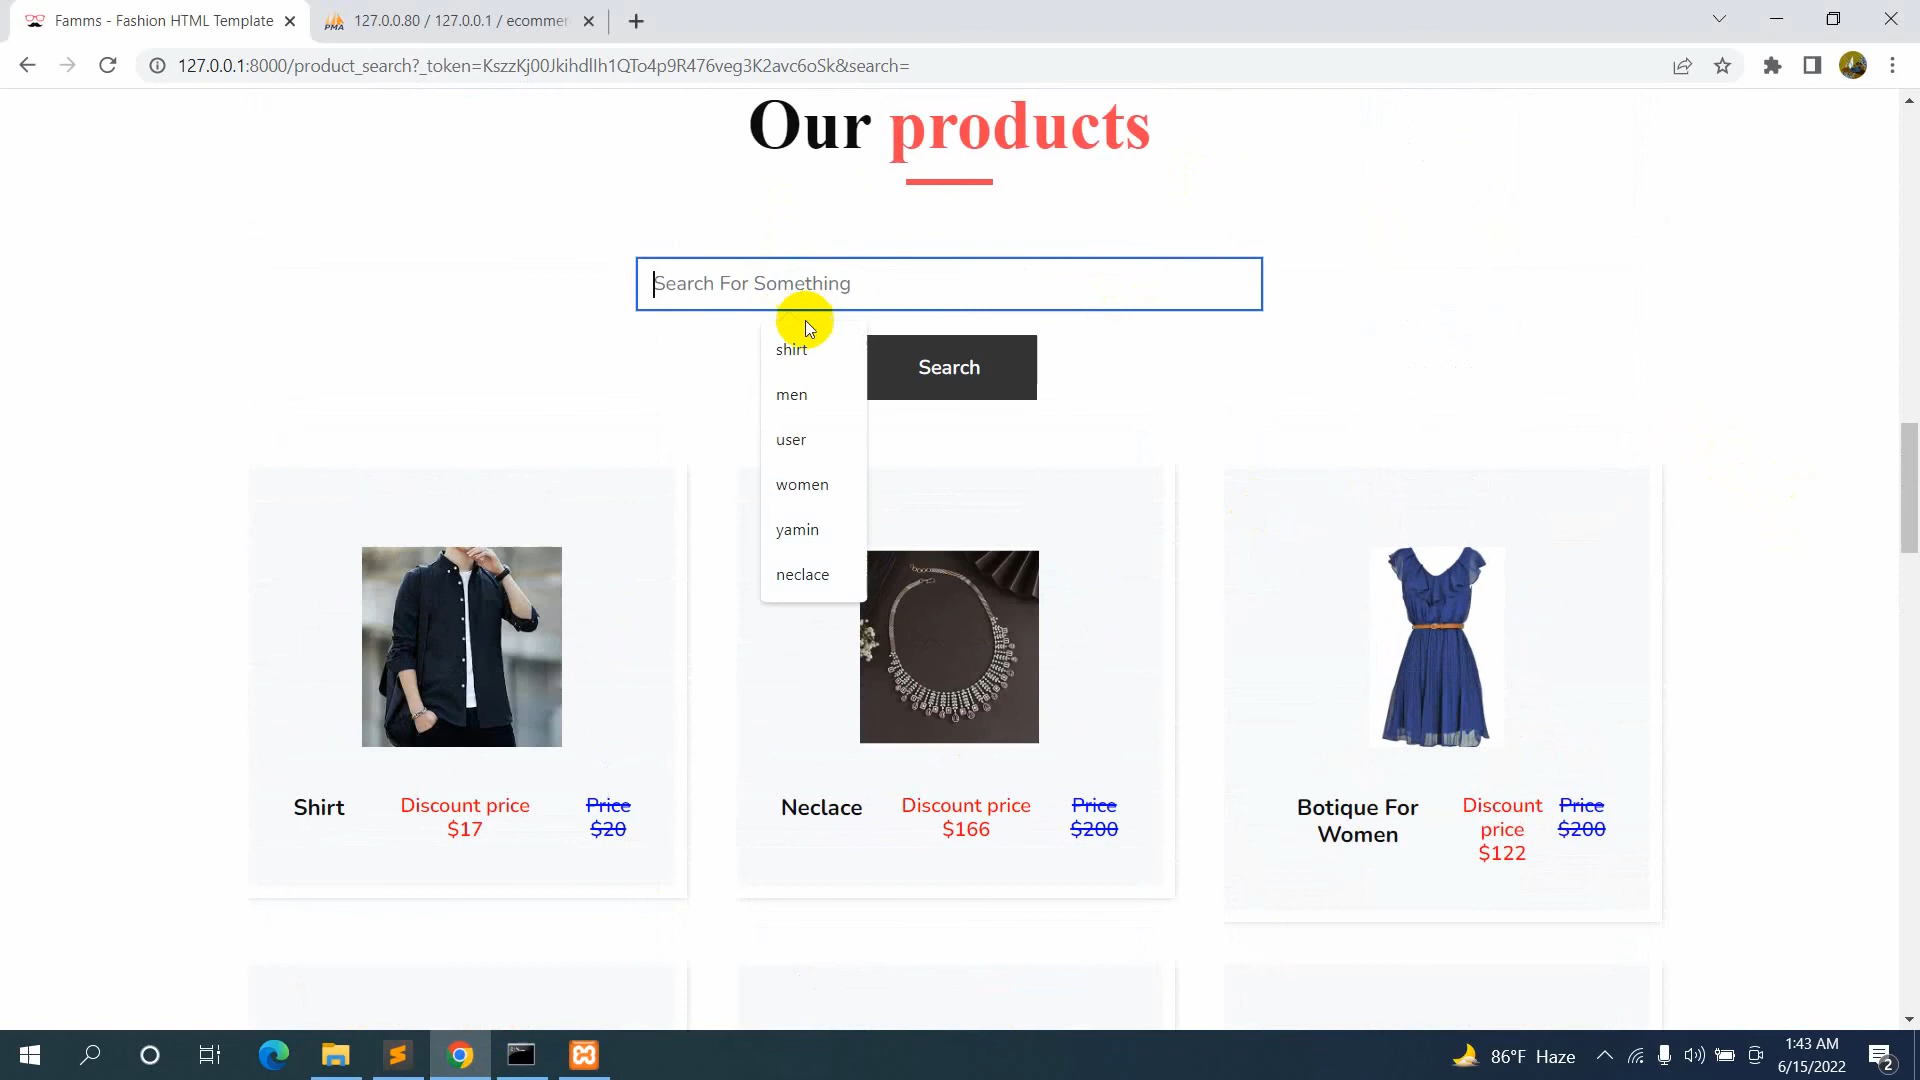 Famms - Fashion HTML Template
127.0.0.80 / 127.0.0.1 / ecommer
127.0.0.1:8000/product_search?_token=KszzKj00JkihdlIh1QTo4p9R476veg3K2avc6oSk&search=
Our products
Search For Something
shirt
Search
men
user
women
yamin
neclace
Shirt
Discount price
$17
Price
$20
Neclace
Discount price
$166
Price
$200
Botique For
Women
Discount
price
$122
Price
$200
86°F Haze
1:43 AM
6/15/2022
2